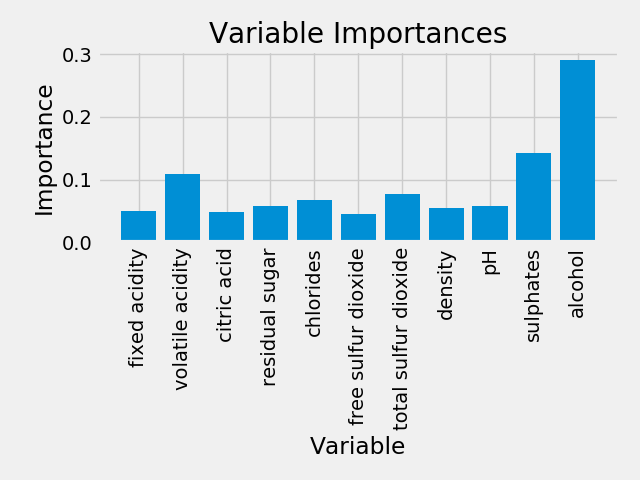 Variable Importances
Importance
0.3
0.2
0.1
0.0
fixed acidity
volatile acidity
citric acid
residual sugar
chlorides
free sulfur dioxide
total sulfur dioxide
density
pH
sulphates
alcohol
Variable